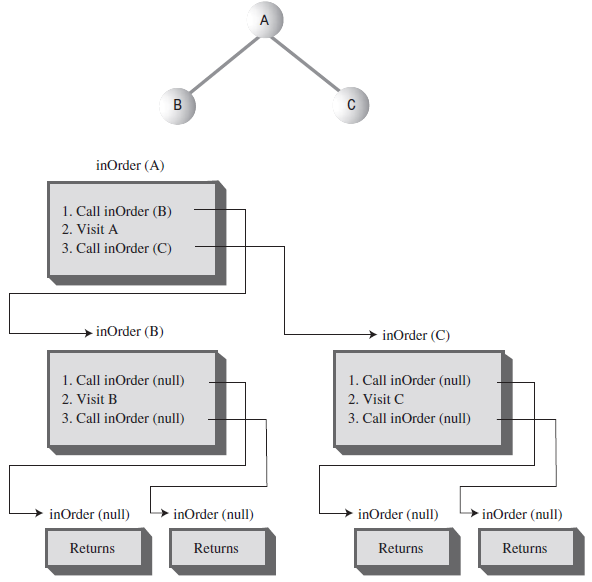 A
B
C
inOrder (A)
1. Call inOrder (B)
2. Visit A
3. Call inOrder (C)
inOrder (B)
1. Call inOrder (null)
2. Visit B
3. Call inOrder (null)
inOrder (C)
1. Call inOrder (null)
2. Visit C
3. Call inOrder (null)
inOrder (null)
Returns
inOrder (null)
Returns
inOrder (null)
Returns
inOrder (null)
Returns